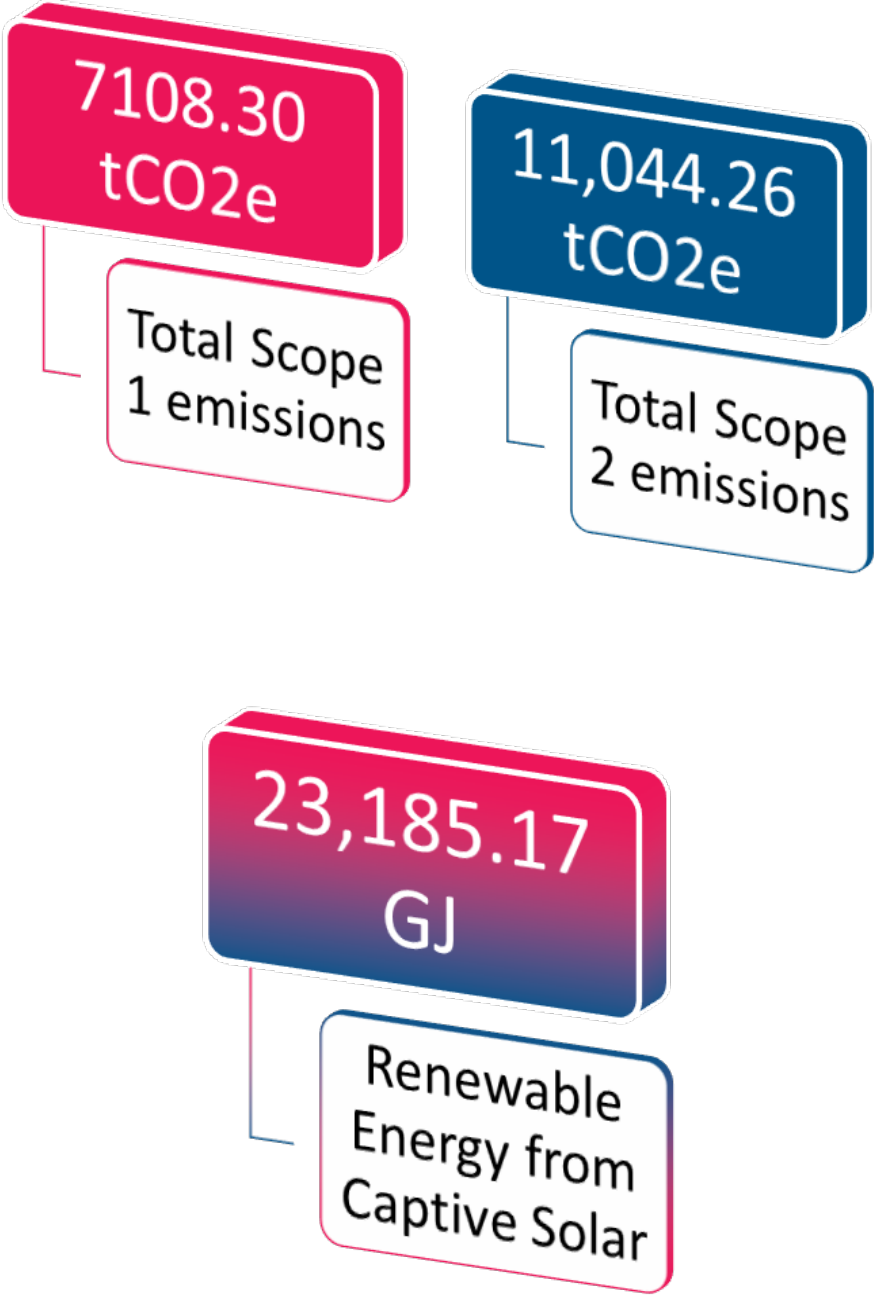 7108.30
tCO2e
Total Scope
1 emissions
11,044.26
tCO2e
Total Scope
2 emissions
23,185.17
GJ
Renewable
Energy from
Captive Solar